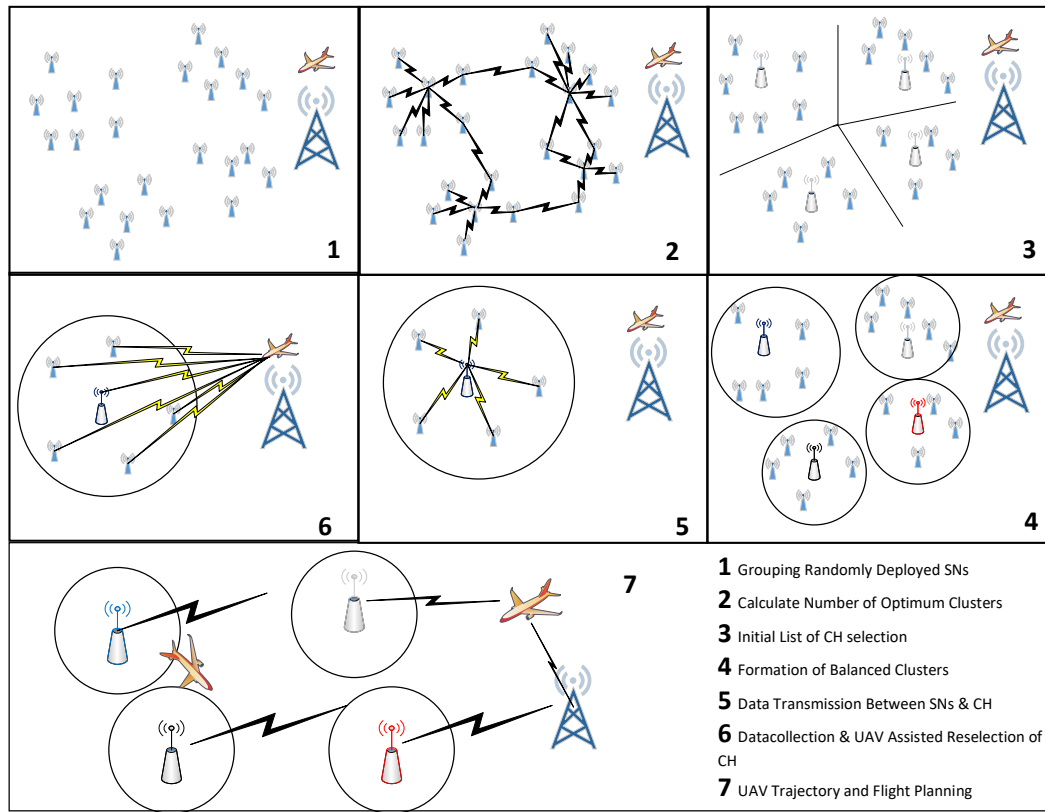 1
2
3
6
5
4
7
1 Grouping Randomly Deployed SNs
2 Calculate Number of Optimum Clusters
3 Initial List of CH selection
4 Formation of Balanced Clusters
5 Data Transmission Between SNs & CH
6 Datacollection & UAV Assisted Reselection of
CH
7 UAV Trajectory and Flight Planning